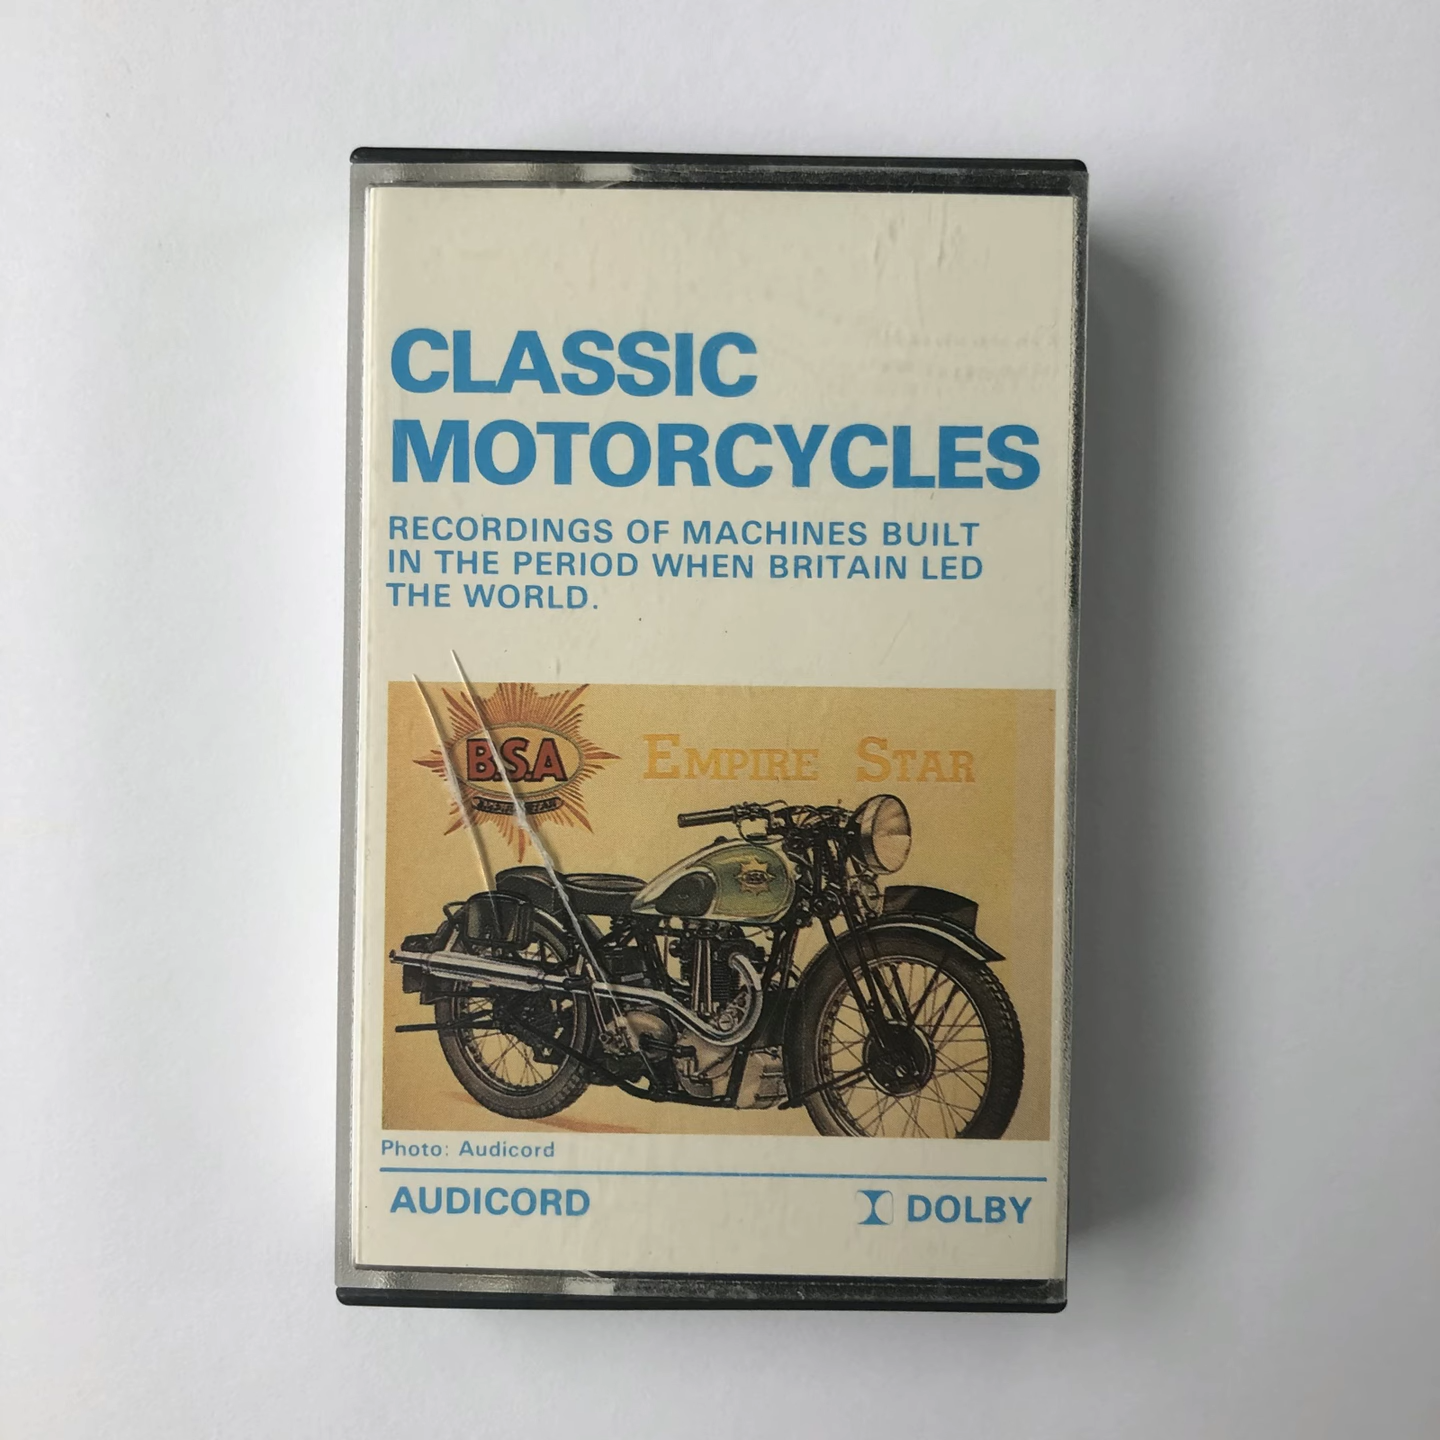 CLASSIC
MOTORCYCLES
RECORDINGS OF MACHINES BUILT
IN THE PERIOD WHEN BRITAIN LED
THE WORLD.
B.S.A
EMPIRE STAR
BSA
Photo: Audicord
AUDICORD
DOLBY